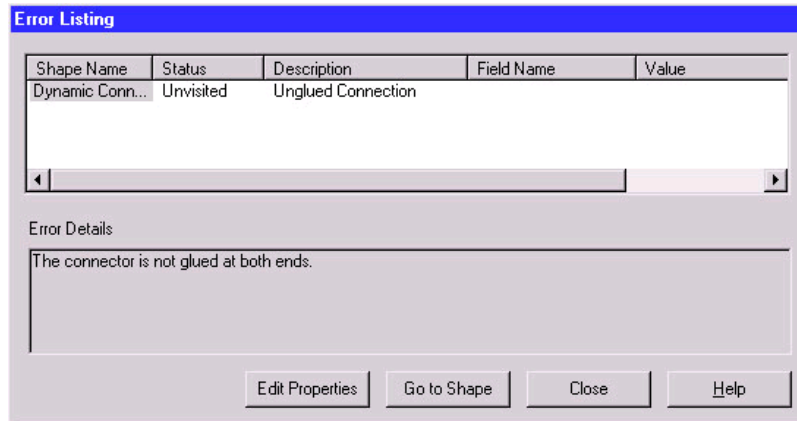 Error Listing
Shape Name Status Description Field Name Value
Dynamic Conn... Unvisited Unglued Connection
Error Details
The connector is not glued at both ends.
Edit Properties Go to Shape Close Help